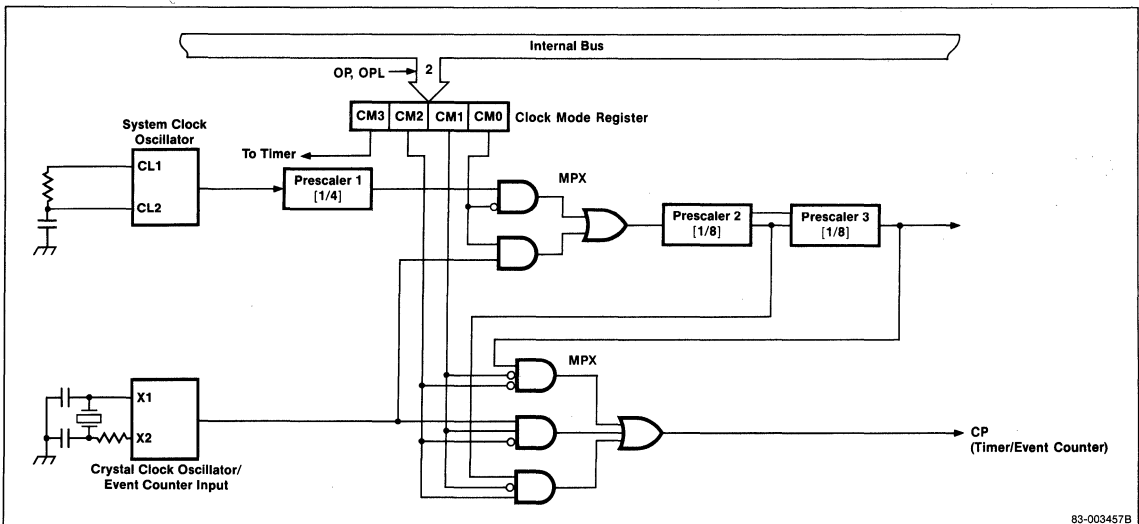 Internal Bus
OP, OPL
2
CM3 CM2 CM1 CM0
Clock Mode Register
System Clock
Oscillator
CL1
CL2
To Timer
Prescaler 1
[1/4]
MPX
Prescaler 2
[1/8]
Prescaler 3
[1/8]
MPX
X1
X2
CP
(Timer/Event Counter)
Crystal Clock Oscillator/
Event Counter Input
83-003457B